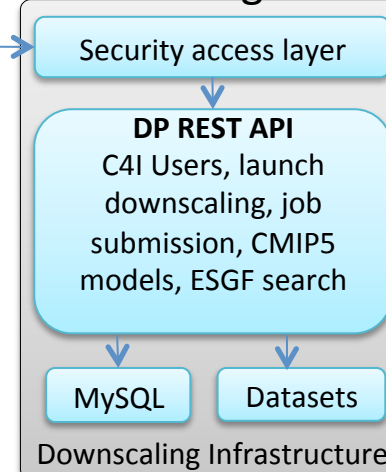 Security access layer
DP REST API
C4I Users, launch
downscaling, job
submission, CMIP5
models, ESGF search
MySQL
Datasets
Downscaling Infrastructure